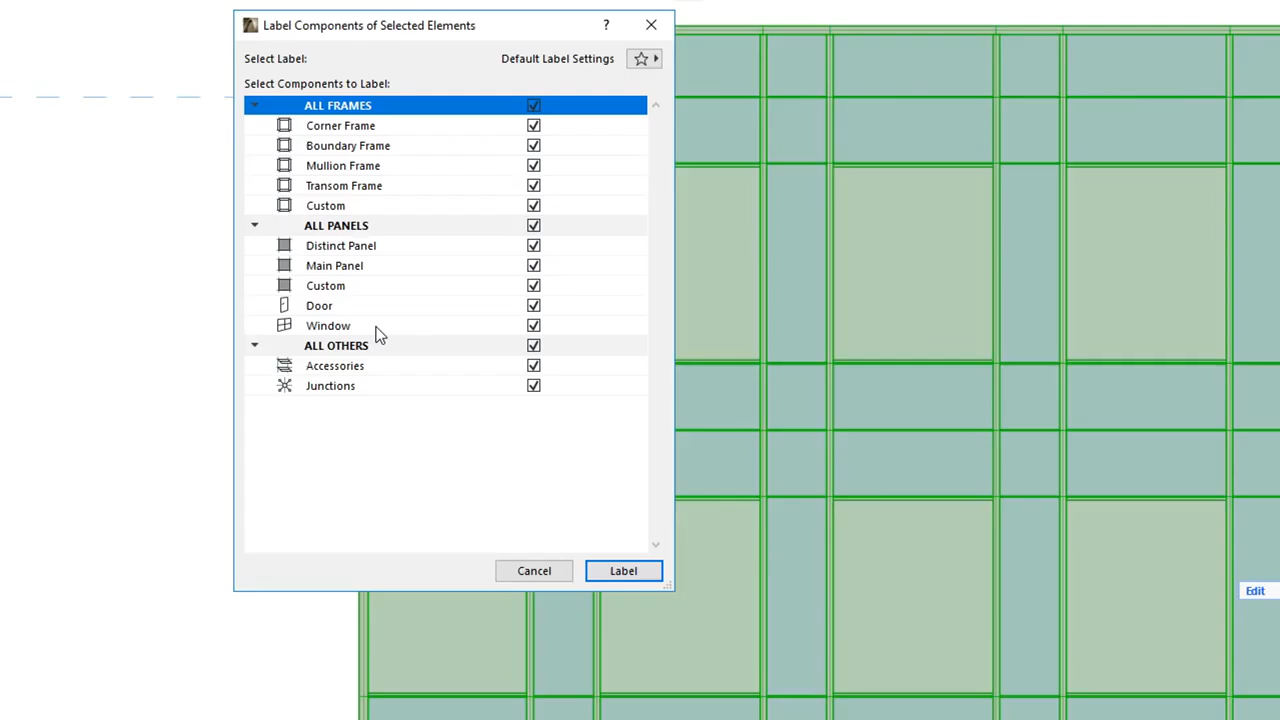 Label Components of Selected Elements
?
Select Label:
Default Label Settings
Select Components to Label:
ALL FRAMES
Corner Frame
Boundary Frame
Mullion Frame
Transom Frame
Custom
ALL PANELS
Distinct Panel
Main Panel
Custom
Door
Window
ALL OTHERS
Accessories
Junctions
Cancel
Label
Edit